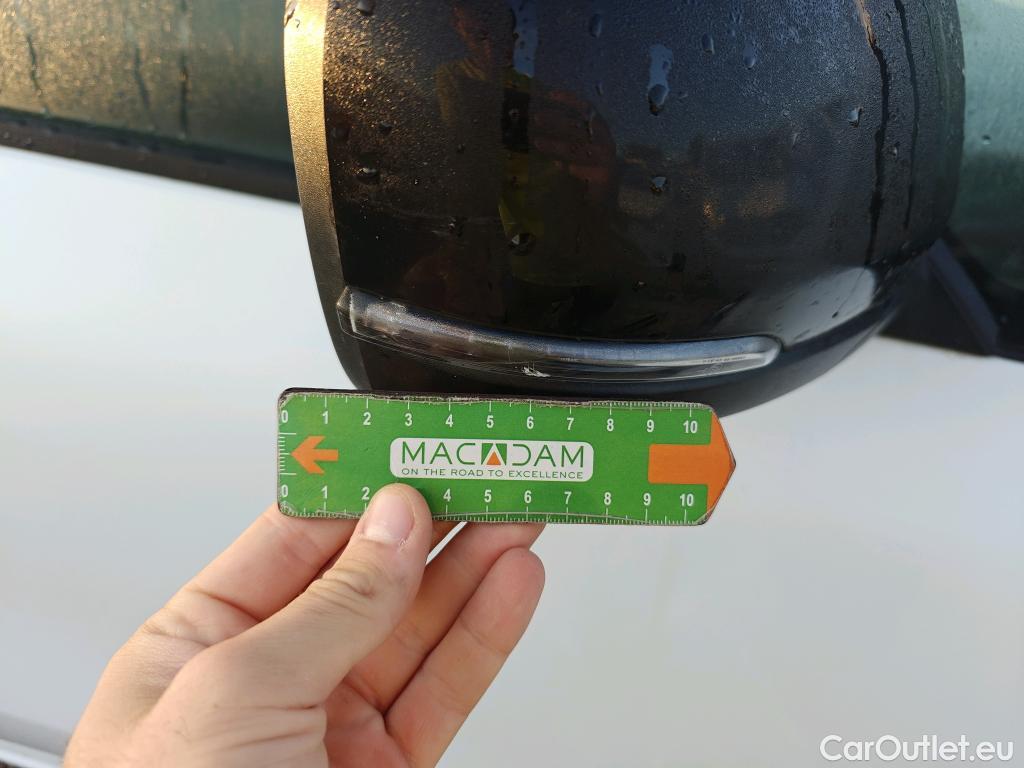 0 1 2 3 4 5 6 7 8 9 10
MACADAM
ON THE ROAD TO EXCELLENCE
0 1 2 4 5 6 7 8 9 10
CarOutlet.eu